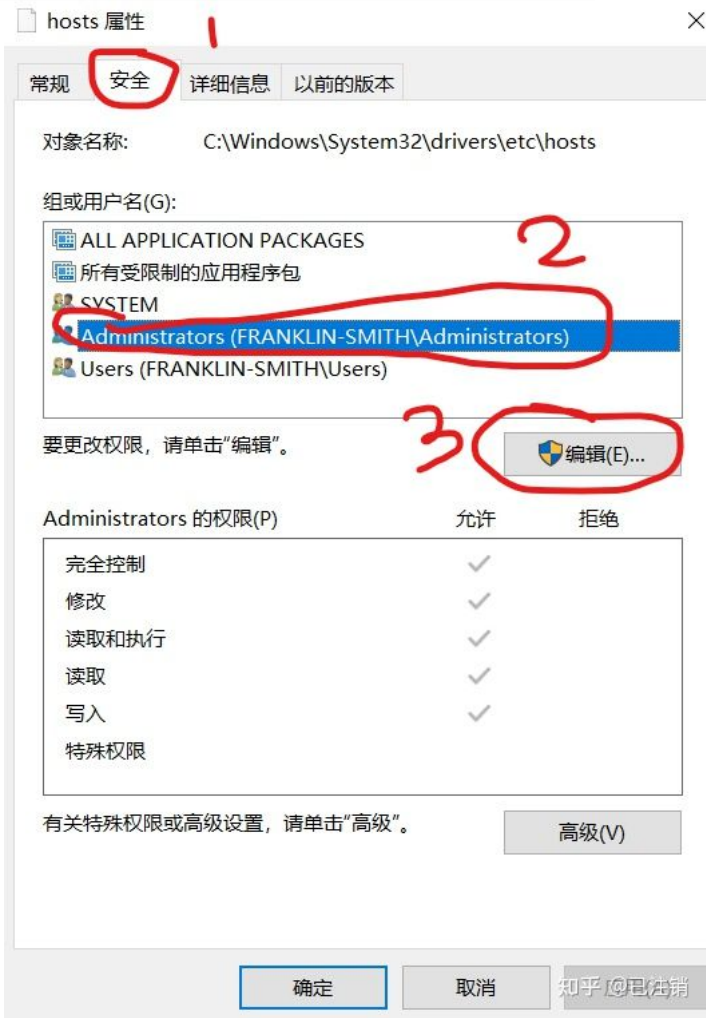 hosts 属性
1
常规 安全 详细信息 以前的版本
对象名称: C:\Windows\System32\drivers\etc\hosts
组或用户名(G):
ALL APPLICATION PACKAGES
2
所有受限制的应用程序包
SYSTEM
Administrators (FRANKLIN-SMITH\Administrators)
Users (FRANKLIN-SMITH\Users)
3
要更改权限，请单击“编辑”。 编辑(E)...
Administrators 的权限(P) 允许 拒绝
完全控制
修改
读取和执行
读取
写入
特殊权限
有关特殊权限或高级设置，请单击“高级”。 高级(V)
确定 取消
知乎 @已注销